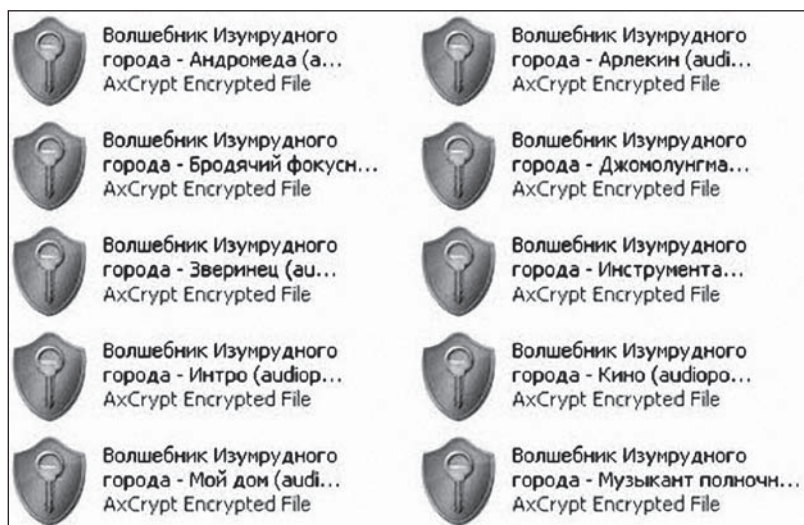 Волшебник Изумрудного
города - Андромеда (а...
AxCrypt Encrypted File
Волшебник Изумрудного
города - Арлекин (audi...
AxCrypt Encrypted File
Волшебник Изумрудного
города - Бродячий фокусн...
AxCrypt Encrypted File
Волшебник Изумрудного
города - Джомолунгма...
AxCrypt Encrypted File
Волшебник Изумрудного
города - Зверинец (au...
AxCrypt Encrypted File
Волшебник Изумрудного
города - Инструмента...
AxCrypt Encrypted File
Волшебник Изумрудного
города - Интро (audiop...
AxCrypt Encrypted File
Волшебник Изумрудного
города - Кино (audiopo...
AxCrypt Encrypted File
Волшебник Изумрудного
города - Мой дом (audi...
AxCrypt Encrypted File
Волшебник Изумрудного
города - Музыкант полночн...
AxCrypt Encrypted File